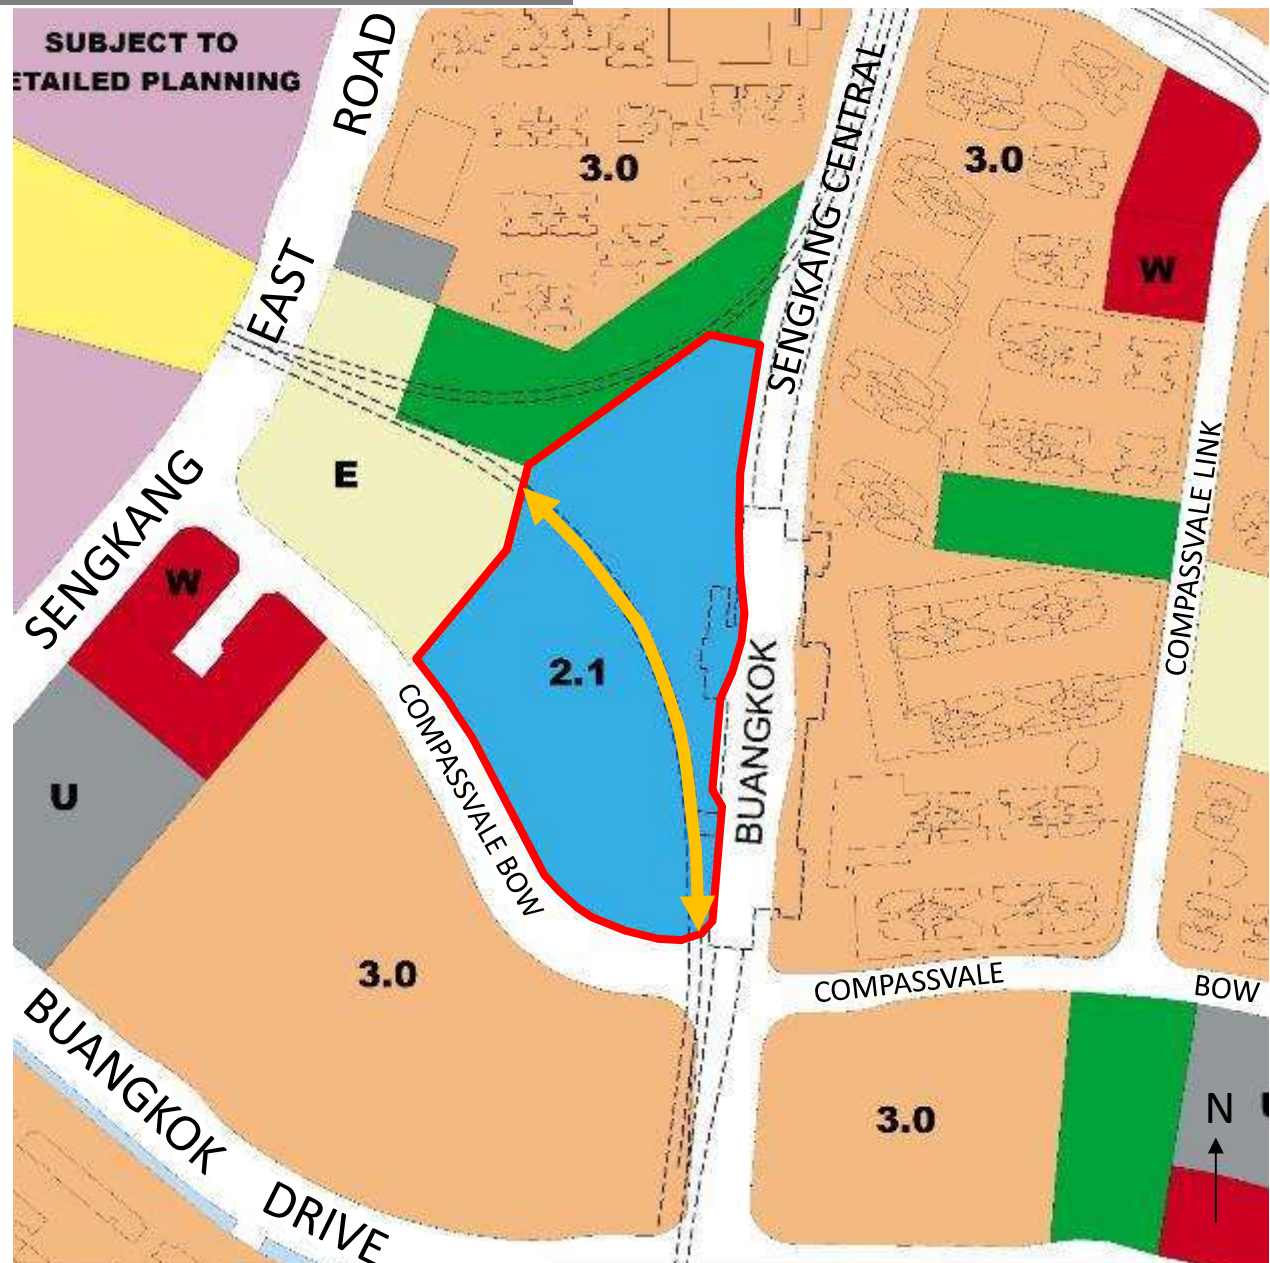 SUBJECT TO
ETAILED PLANNING
ROAD
EAST
SENGKANG
3.0
SENGKANG CENTRAL
3.0
W
E
W
U
2.1
BUANGKOK
COMPASSVALE LINK
COMPASSVALE BOW
3.0
COMPASSVALE
BOW
BUANGKOK
DRIVE
3.0
N